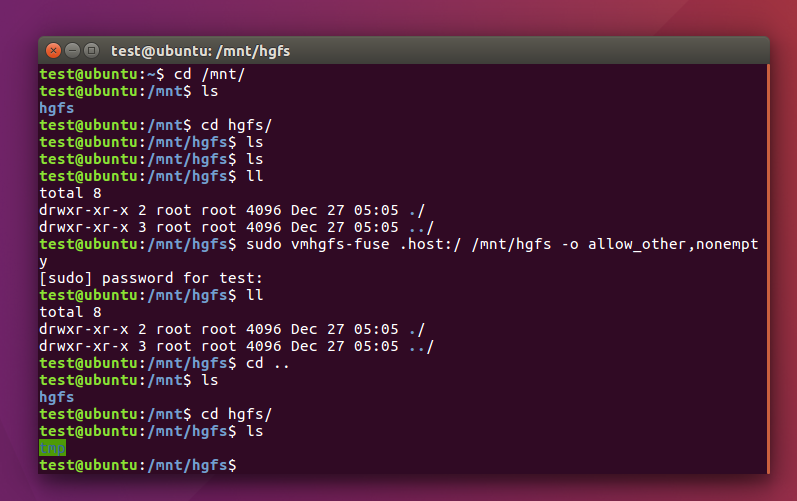 test@ubuntu: /mnt/hgfs
test@ubuntu:~$ cd /mnt/
test@ubuntu:/mnt$ ls
hgfs
test@ubuntu:/mnt$ cd hgfs/
test@ubuntu:/mnt/hgfs$ ls
test@ubuntu:/mnt/hgfs$ ls
test@ubuntu:/mnt/hgfs$ ll
total 8
drwxr-xr-x 2 root root 4096 Dec 27 05:05 ./
drwxr-xr-x 3 root root 4096 Dec 27 05:05 ../
test@ubuntu:/mnt/hgfs$ sudo vmhgfs-fuse .host:/ /mnt/hgfs -o allow_other,nonempt
y
[sudo] password for test:
test@ubuntu:/mnt/hgfs$ ll
total 8
drwxr-xr-x 2 root root 4096 Dec 27 05:05 ./
drwxr-xr-x 3 root root 4096 Dec 27 05:05 ../
test@ubuntu:/mnt/hgfs$ cd ..
test@ubuntu:/mnt$ ls
hgfs
test@ubuntu:/mnt$ cd hgfs/
test@ubuntu:/mnt/hgfs$ ls
tmp
test@ubuntu:/mnt/hgfs$